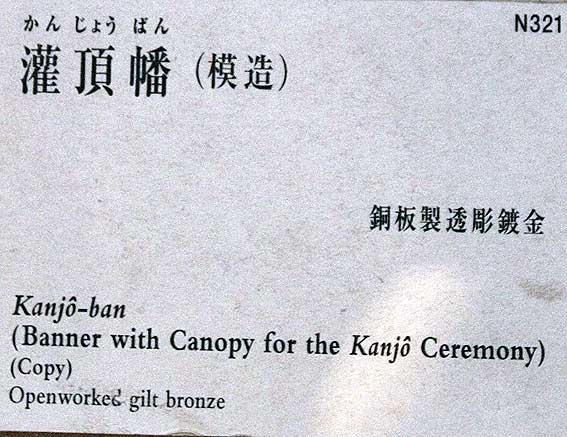 かん じょう ばん
N321
灌頂幡（模造）
銅板製透彫鍍金
Kanjô-ban
(Banner with Canopy for the Kanjô Ceremony)
(Copy)
Openworked gilt bronze